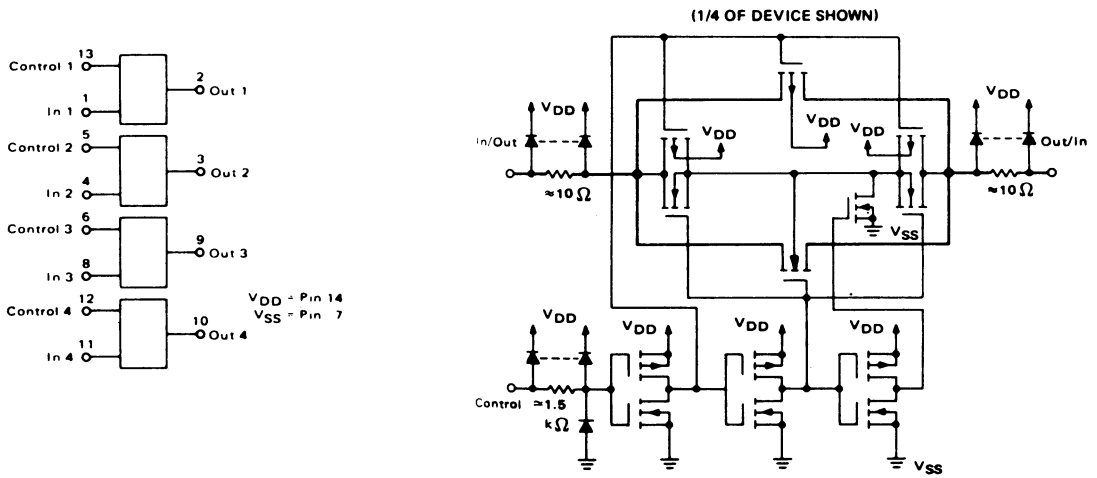 (1/4 OF DEVICE SHOWN)
13
Control 1
2
Out 1
1
In 1
5
Control 2
3
Out 2
4
In 2
6
Control 3
9
Out 3
8
In 3
12
Control 4
10
Out 4
11
In 4
VDD = Pin 14
VSS = Pin 7
VDD
In/Out
≈10Ω
VDD
VDD
VDD
VDD
Out/In
≈10Ω
VSS
VDD
VDD
VDD
VDD
Control
≃1.5
kΩ
VSS